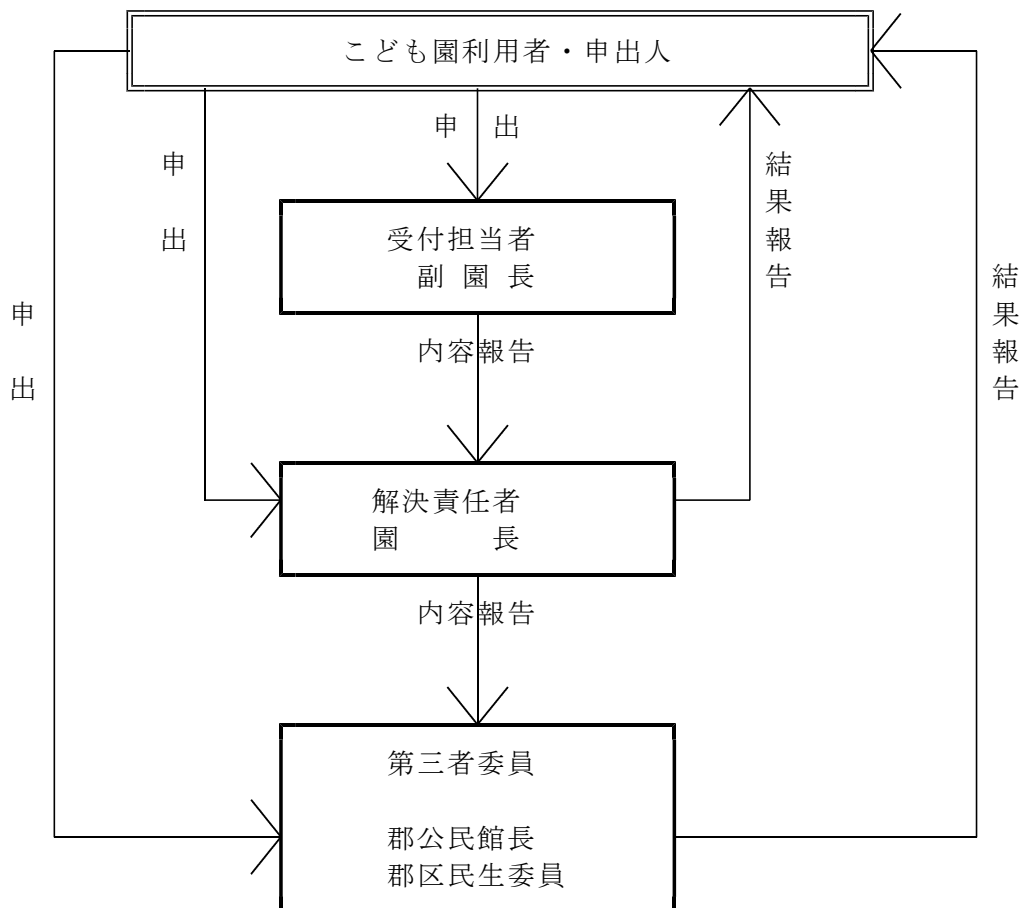 こども園利用者・申出人
申 出
申 出
結果報告
受付担当者
副 園 長
結果報告
申 出
内容報告
解決責任者
園 長
内容報告
第三者委員
郡公民館長
郡区民生委員